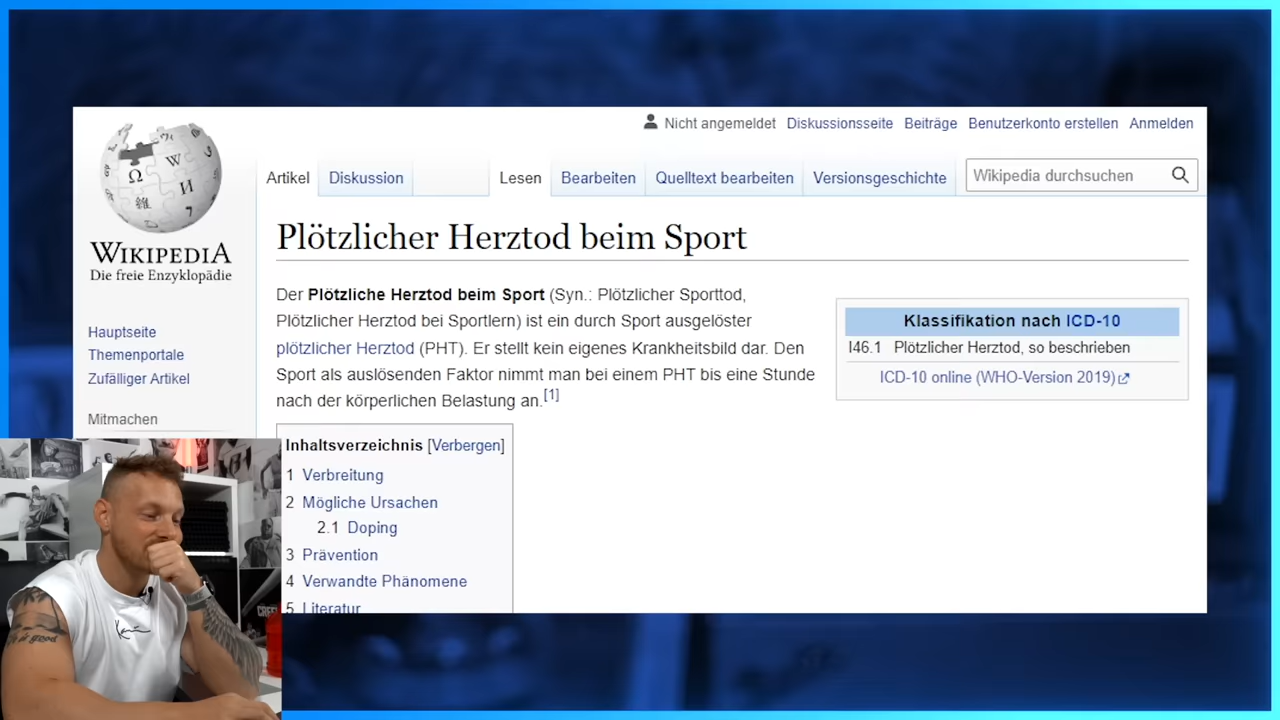 Nicht angemeldet Diskussionsseite Beiträge Benutzerkonto erstellen Anmelden
Artikel Diskussion Lesen Bearbeiten Quelltext bearbeiten Versionsgeschichte Wikipedia durchsuchen
WIKIPEDIA
Die freie Enzyklopädie
Hauptseite
Themenportale
Zufälliger Artikel
Mitmachen
Plötzlicher Herztod beim Sport
Der Plötzliche Herztod beim Sport (Syn.: Plötzlicher Sporttod,
Plötzlicher Herztod bei Sportlern) ist ein durch Sport ausgelöster
plötzlicher Herztod (PHT). Er stellt kein eigenes Krankheitsbild dar. Den
Sport als auslösenden Faktor nimmt man bei einem PHT bis eine Stunde
nach der körperlichen Belastung an.[1]
Klassifikation nach ICD-10
I46.1 Plötzlicher Herztod, so beschrieben
ICD-10 online (WHO-Version 2019)
Inhaltsverzeichnis [Verbergen]
1 Verbreitung
2 Mögliche Ursachen
2.1 Doping
3 Prävention
4 Verwandte Phänomene
5 Literatur